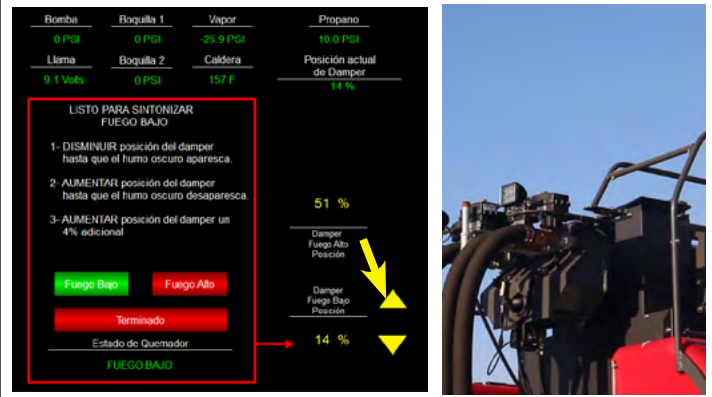 Bomba Boquilla 1 Vapor Propano
0 PSI 0 PSI -25.9 PSI 10.0 PSI
Llama Boquilla 2 Caldera Posición actual
de Damper
9.1 Volts 0 PSI 157 F 14 %
LISTO PARA SINTONIZAR
FUEGO BAJO
1- DISMINUIR posición del damper
hasta que el humo oscuro aparesca.
2- AUMENTAR posición del damper
hasta que el humo oscuro desaparesca.
3- AUMENTAR posición del damper un
4% adicional
51 %
Damper
Fuego Alto
Posición
Fuego Bajo Fuego Alto
Terminado
Estado de Quemador
FUEGO BAJO
Damper
Fuego Bajo
Posición
14 %